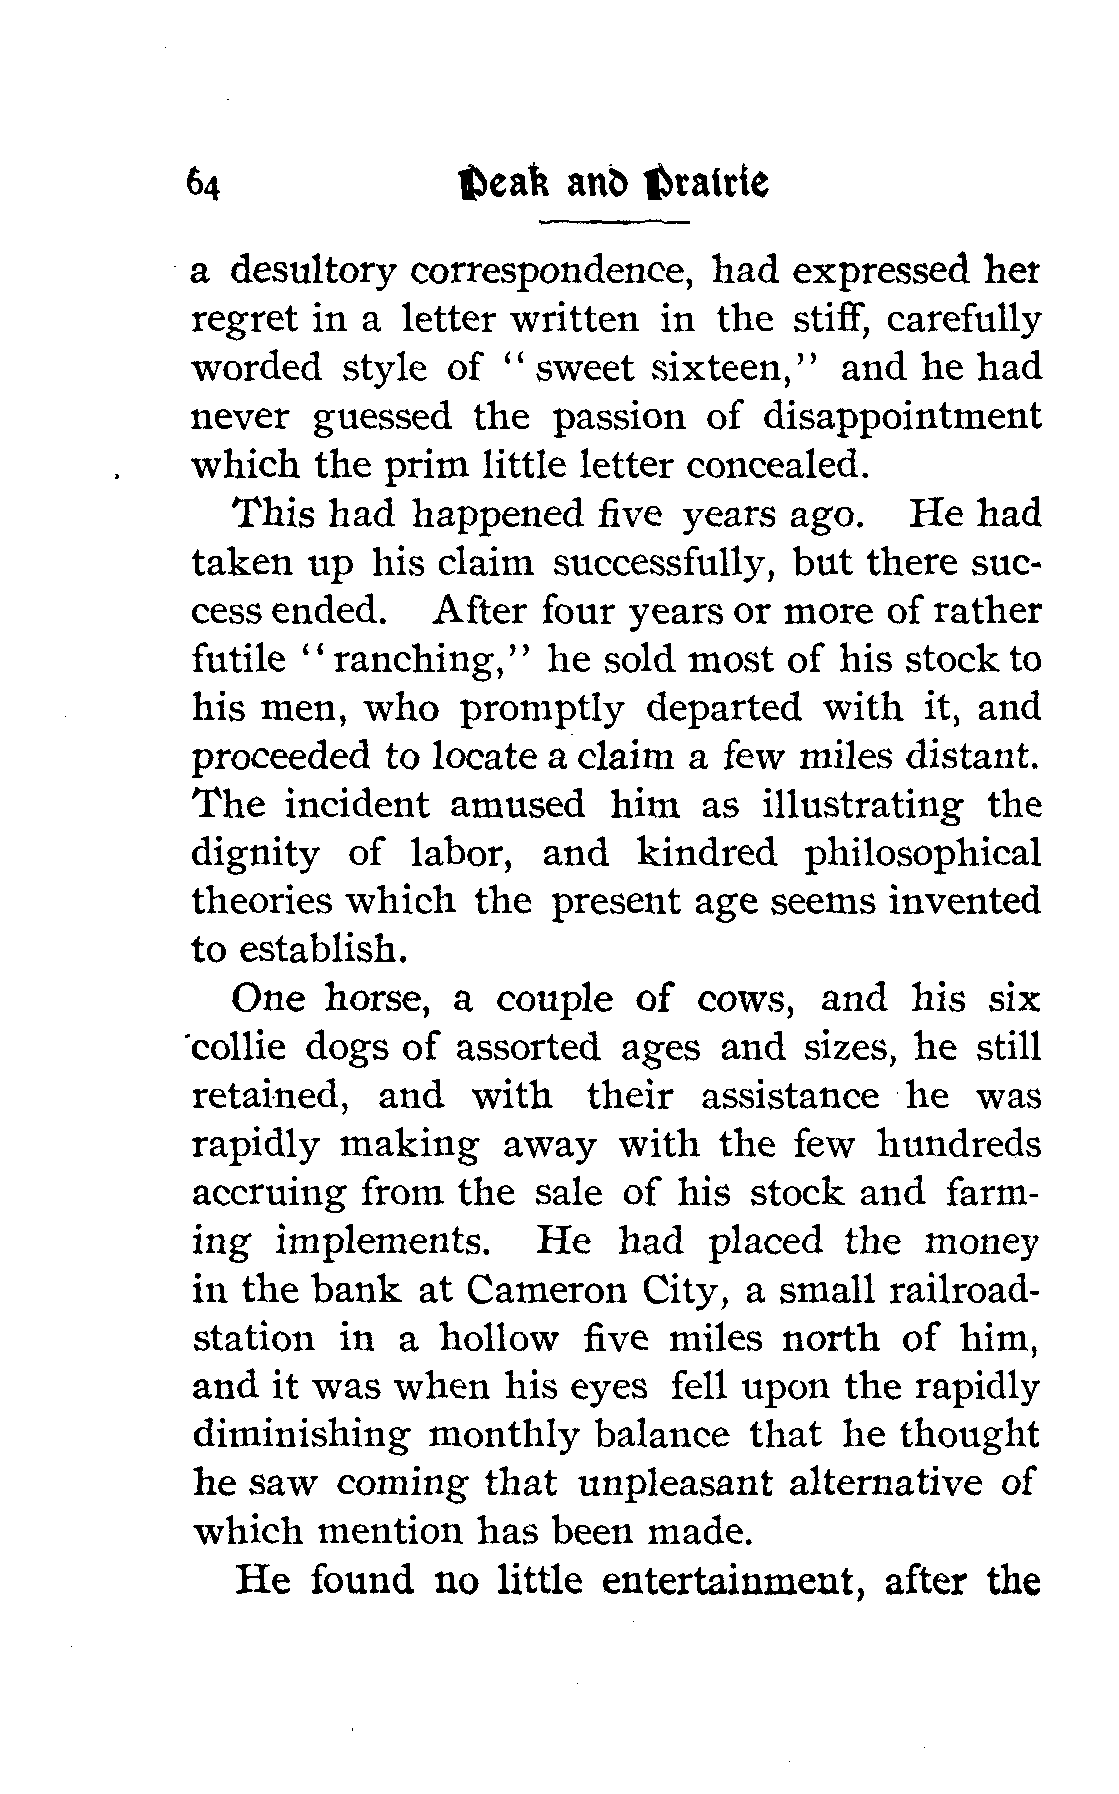 64 Peak and Prairie
a desultory correspondence, had expressed her
regret in a letter written in the stiff, carefully
worded style of “ sweet sixteen,” and he had
never guessed the passion of disappointment
which the prim little letter concealed.
This had happened five years ago. He had
taken up his claim successfully, but there suc-
cess ended. After four years or more of rather
futile “ ranching,” he sold most of his stock to
his men, who promptly departed with it, and
proceeded to locate a claim a few miles distant.
The incident amused him as illustrating the
dignity of labor, and kindred philosophical
theories which the present age seems invented
to establish.
One horse, a couple of cows, and his six
collie dogs of assorted ages and sizes, he still
retained, and with their assistance he was
rapidly making away with the few hundreds
accruing from the sale of his stock and farm-
ing implements. He had placed the money
in the bank at Cameron City, a small railroad-
station in a hollow five miles north of him,
and it was when his eyes fell upon the rapidly
diminishing monthly balance that he thought
he saw coming that unpleasant alternative of
which mention has been made.
He found no little entertainment, after the